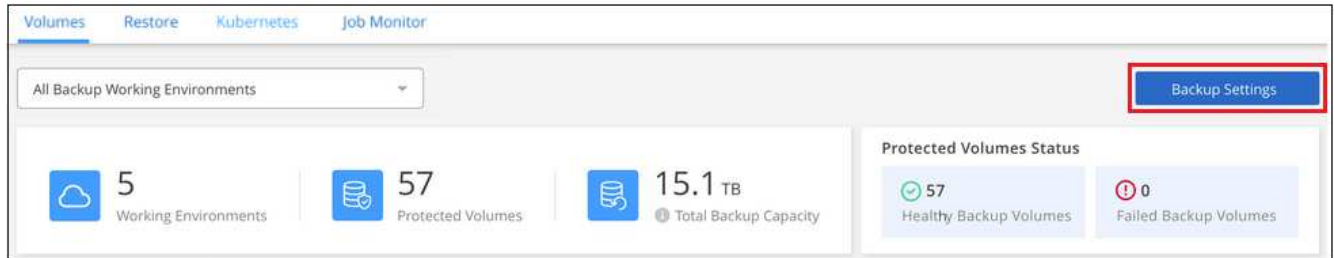 Volumes Restore Kubernetes Job Monitor
All Backup Working Environments
Backup Settings
5
Working Environments
57
Protected Volumes
15.1 TB
Total Backup Capacity
Protected Volumes Status
57
Healthy Backup Volumes
0
Failed Backup Volumes